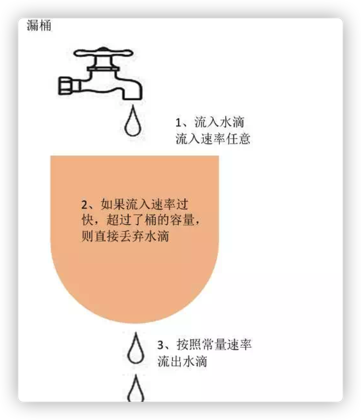 漏桶
1、流入水滴
流入速率任意
2、如果流入速率过
快，超过了桶的容量，
则直接丢弃水滴
3、按照常量速率
流出水滴